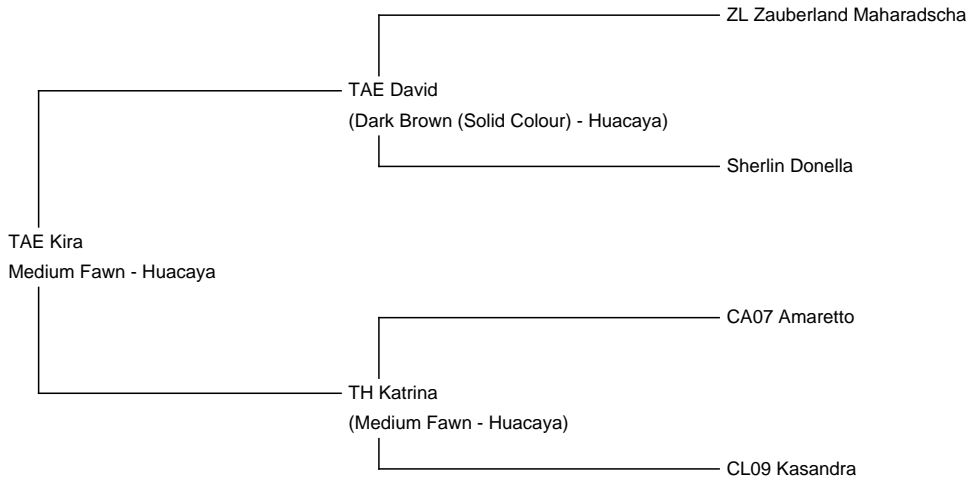 ZL Zauberland Maharadscha
TAE David
(Dark Brown (Solid Colour) - Huacaya)
Sherlin Donella
TAE Kira
Medium Fawn - Huacaya
CA07 Amaretto
TH Katrina
(Medium Fawn - Huacaya)
CL09 Kasandra